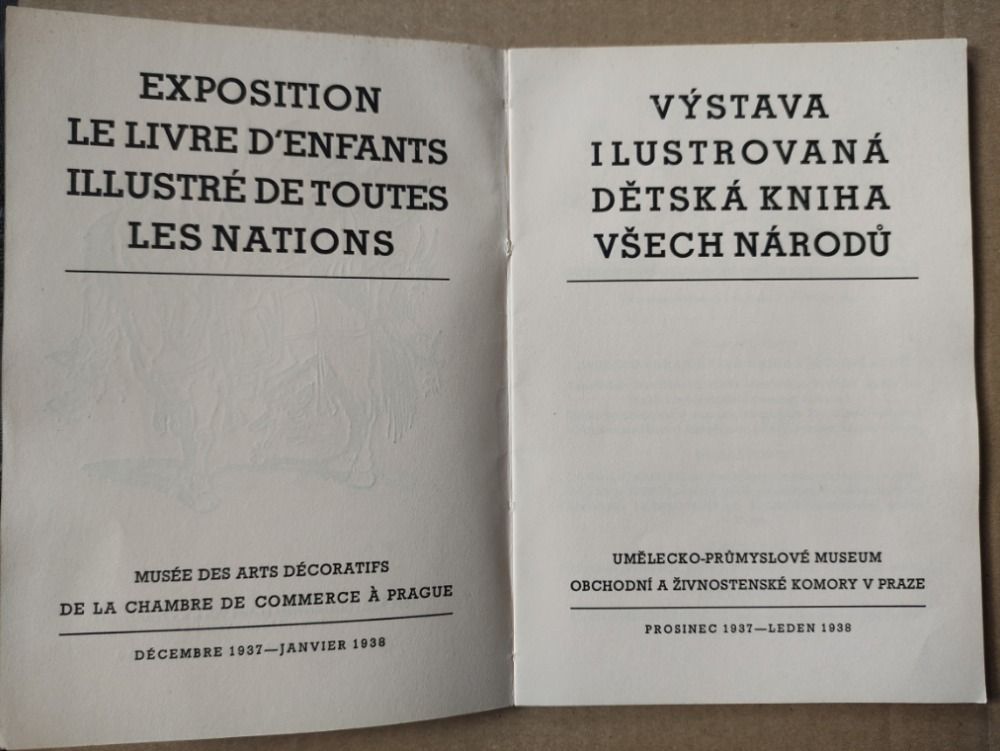 EXPOSITION
LE LIVRE D'ENFANTS
ILLUSTRÉ DE TOUTES
LES NATIONS
MUSÉE DES ARTS DÉCORATIFS
DE LA CHAMBRE DE COMMERCE À PRAGUE
DÉCEMBRE 1937—JANVIER 1938
VÝSTAVA
ILUSTROVANÁ
DĚTSKÁ KNIHA
VŠECH NÁRODŮ
UMĚLECKO-PRŮMYSLOVÉ MUSEUM
OBCHODNÍ A ŽIVNOSTENSKÉ KOMORY V PRAZE
PROSINEC 1937—LEDEN 1938